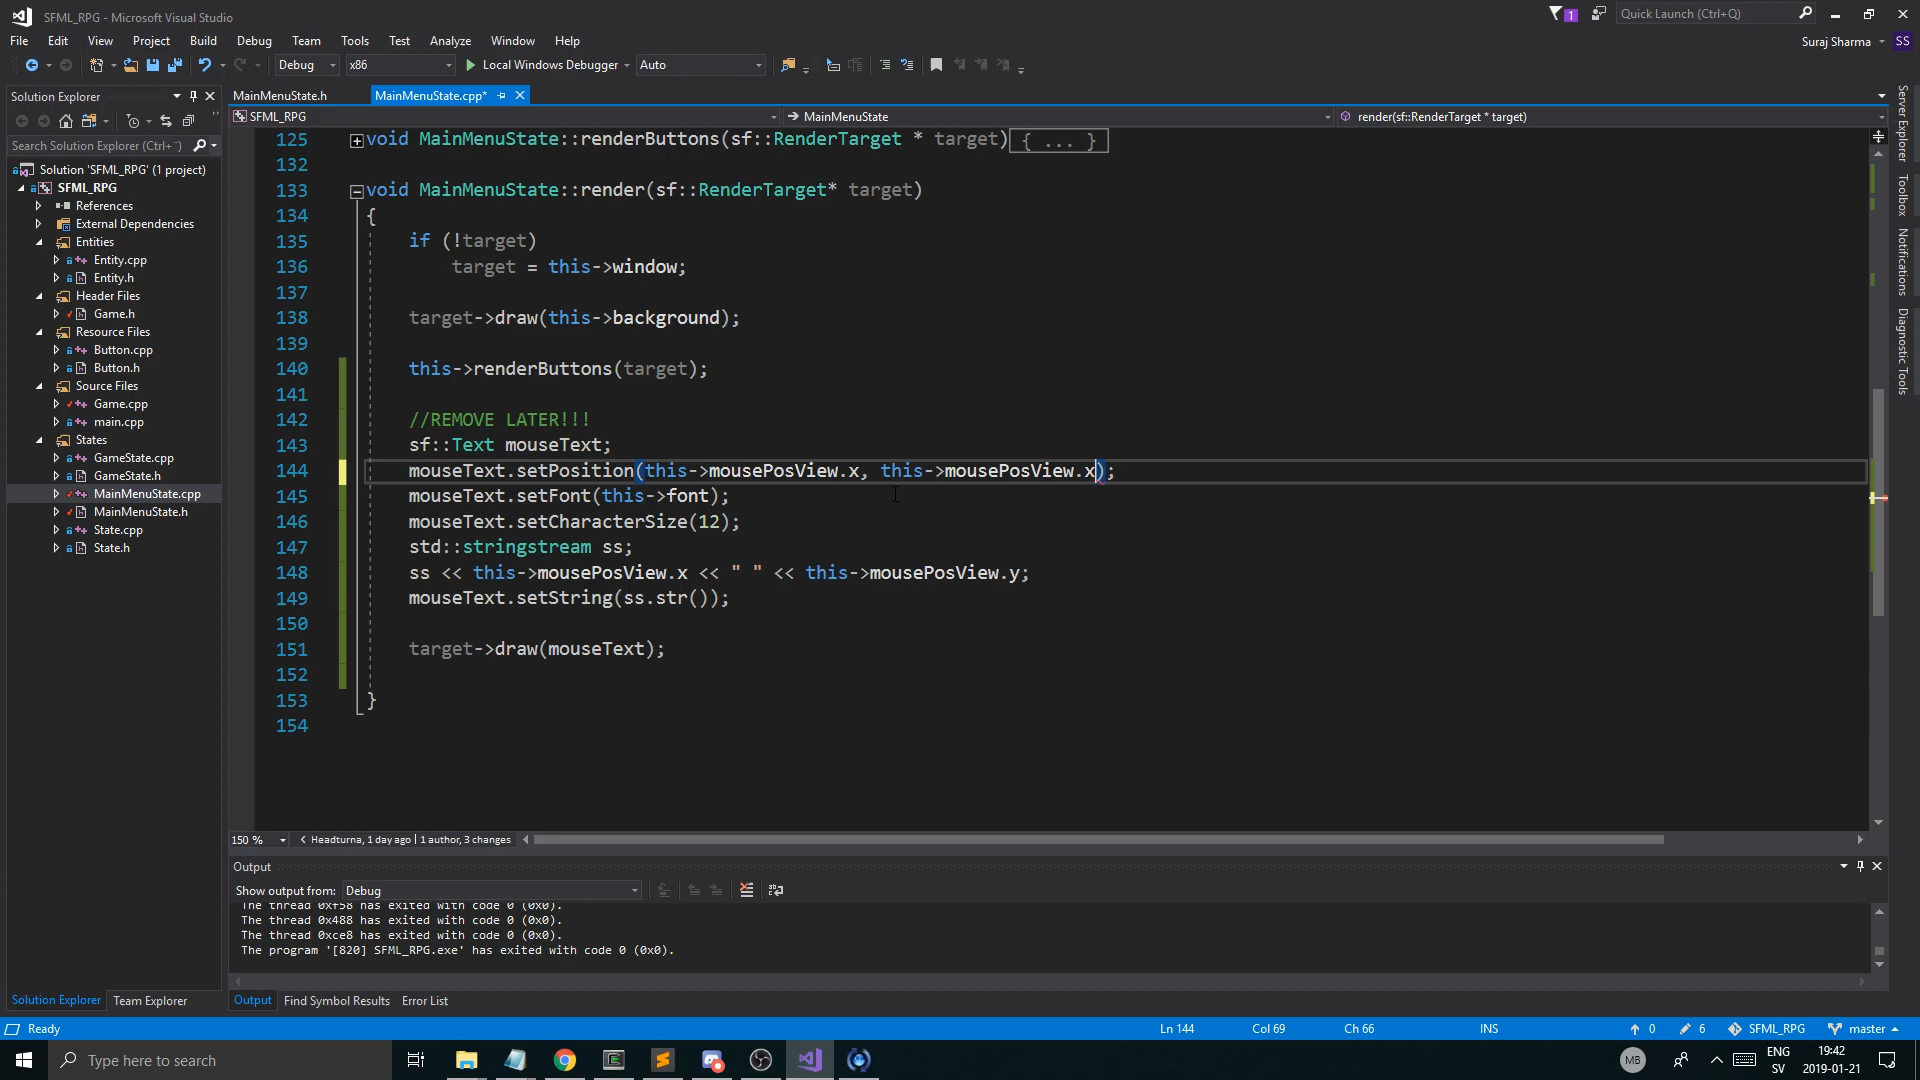 SFML_RPG - Microsoft Visual Studio
1
Quick Launch (Ctrl+Q)
File Edit View Project Build Debug Team Tools Test Analyze Window Help
Suraj Sharma SS
Debug x86 Local Windows Debugger Auto
Solution Explorer
Search Solution Explorer (Ctrl+¨)
Solution 'SFML_RPG' (1 project)
SFML_RPG
References
External Dependencies
Entities
Entity.cpp
Entity.h
Header Files
Game.h
Resource Files
Button.cpp
Button.h
Source Files
Game.cpp
main.cpp
States
GameState.cpp
GameState.h
MainMenuState.cpp
MainMenuState.h
State.cpp
State.h
Solution Explorer Team Explorer
MainMenuState.h MainMenuState.cpp*
SFML_RPG MainMenuState render(sf::RenderTarget * target)
125 void MainMenuState::renderButtons(sf::RenderTarget * target){ ... }
132
133 void MainMenuState::render(sf::RenderTarget* target)
134 {
135 if (!target)
136 target = this->window;
137
138 target->draw(this->background);
139
140 this->renderButtons(target);
141
142 //REMOVE LATER!!!
143 sf::Text mouseText;
144 mouseText.setPosition(this->mousePosView.x, this->mousePosView.x);
145 mouseText.setFont(this->font);
146 mouseText.setCharacterSize(12);
147 std::stringstream ss;
148 ss << this->mousePosView.x << " " << this->mousePosView.y;
149 mouseText.setString(ss.str());
150
151 target->draw(mouseText);
152
153 }
154
150 % Headturna, 1 day ago | 1 author, 3 changes
Server Explorer
Toolbox
Notifications
Diagnostic Tools
Output
Show output from: Debug
The thread 0xf58 has exited with code 0 (0x0).
The thread 0x488 has exited with code 0 (0x0).
The thread 0xce8 has exited with code 0 (0x0).
The program '[820] SFML_RPG.exe' has exited with code 0 (0x0).
Output Find Symbol Results Error List
Ready Ln 144 Col 69 Ch 66 INS 0 6 SFML_RPG master
Type here to search
MB
ENG
SV
19:42
2019-01-21